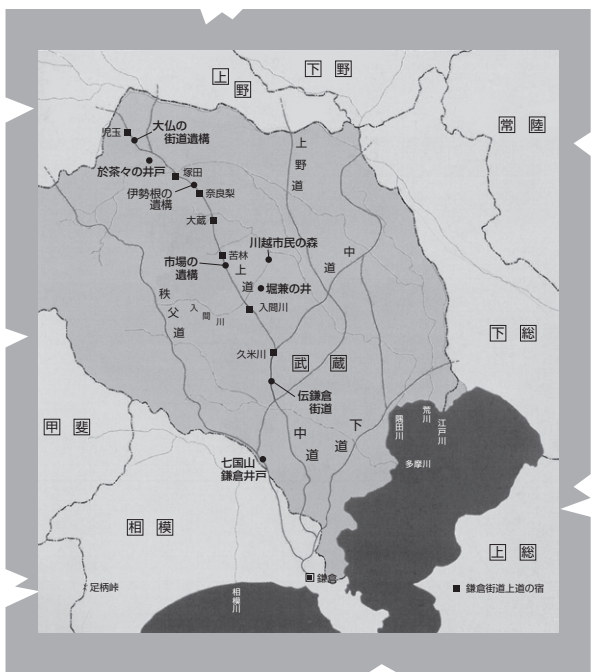 上野
下野
常陸
児玉
大仏の
街道遺構
於茶々の井戸
塚田
伊勢根の
遺構
奈良梨
大蔵
上野道
川越市民の森
苦林
市場の
遺構
上道
中道
堀兼の井
秩父道
入間川
入間川
久米川
武蔵
下総
伝鎌倉
街道
甲斐
中道
下道
隅田川
荒川
江戸川
多摩川
七国山
鎌倉井戸
相模
上総
鎌倉
足柄峠
相模川
鎌倉街道上道の宿